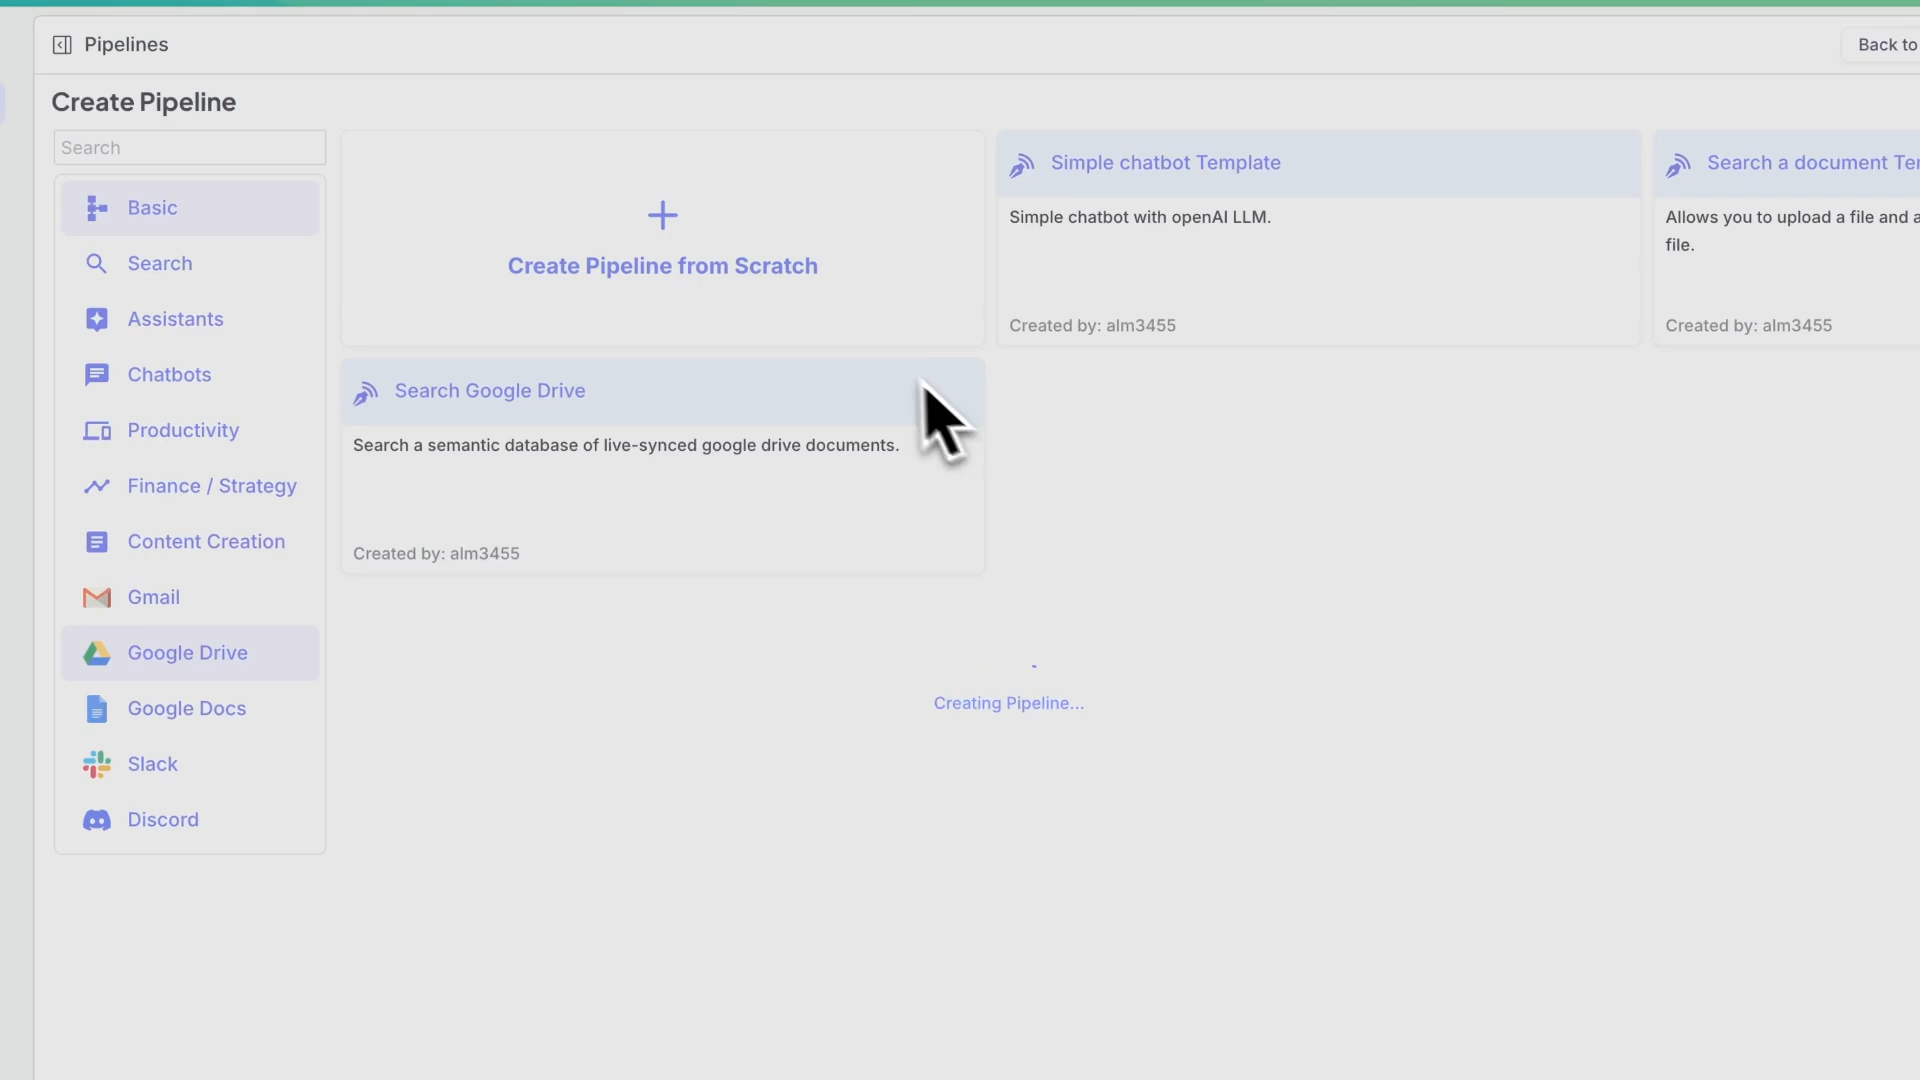 Pipelines
Back to
Create Pipeline
Search
Basic
Search
Assistants
Chatbots
Productivity
Finance / Strategy
Content Creation
Gmail
Google Drive
Google Docs
Slack
Discord
Create Pipeline from Scratch
Simple chatbot Template
Simple chatbot with openAI LLM.
Created by: alm3455
Search a document
Allows you to upload a file and
file.
Created by: alm3455
Search Google Drive
Search a semantic database of live-synced google drive documents.
Created by: alm3455
Creating Pipeline...